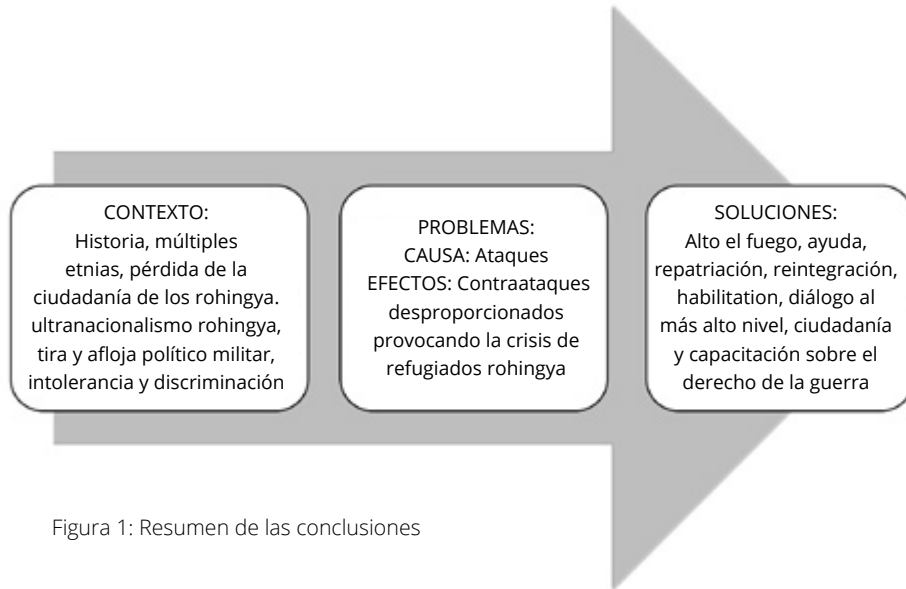 CONTEXTO:
Historia, múltiples
etnias, pérdida de la
ciudadanía de los rohingya.
ultranacionalismo rohingya,
tira y afloja político militar,
intolerancia y discriminación
PROBLEMAS:
CAUSA: Ataques
EFECTOS: Contraataques
desproporcionados
provocando la crisis de
refugiados rohingya
SOLUCIONES:
Alto el fuego, ayuda,
repatriación, reintegración,
habilitation, diálogo al
más alto nivel, ciudadanía
y capacitación sobre el
derecho de la guerra
Figura 1: Resumen de las conclusiones